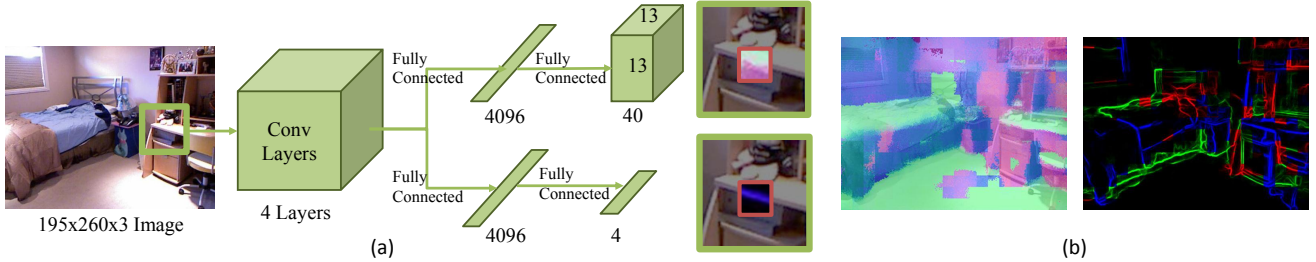 195x260x3 Image
Conv
Layers
4 Layers
Fully
Connected
4096
Fully
Connected
13
13
40
Fully
Connected
4096
Fully
Connected
4
(a)
(b)